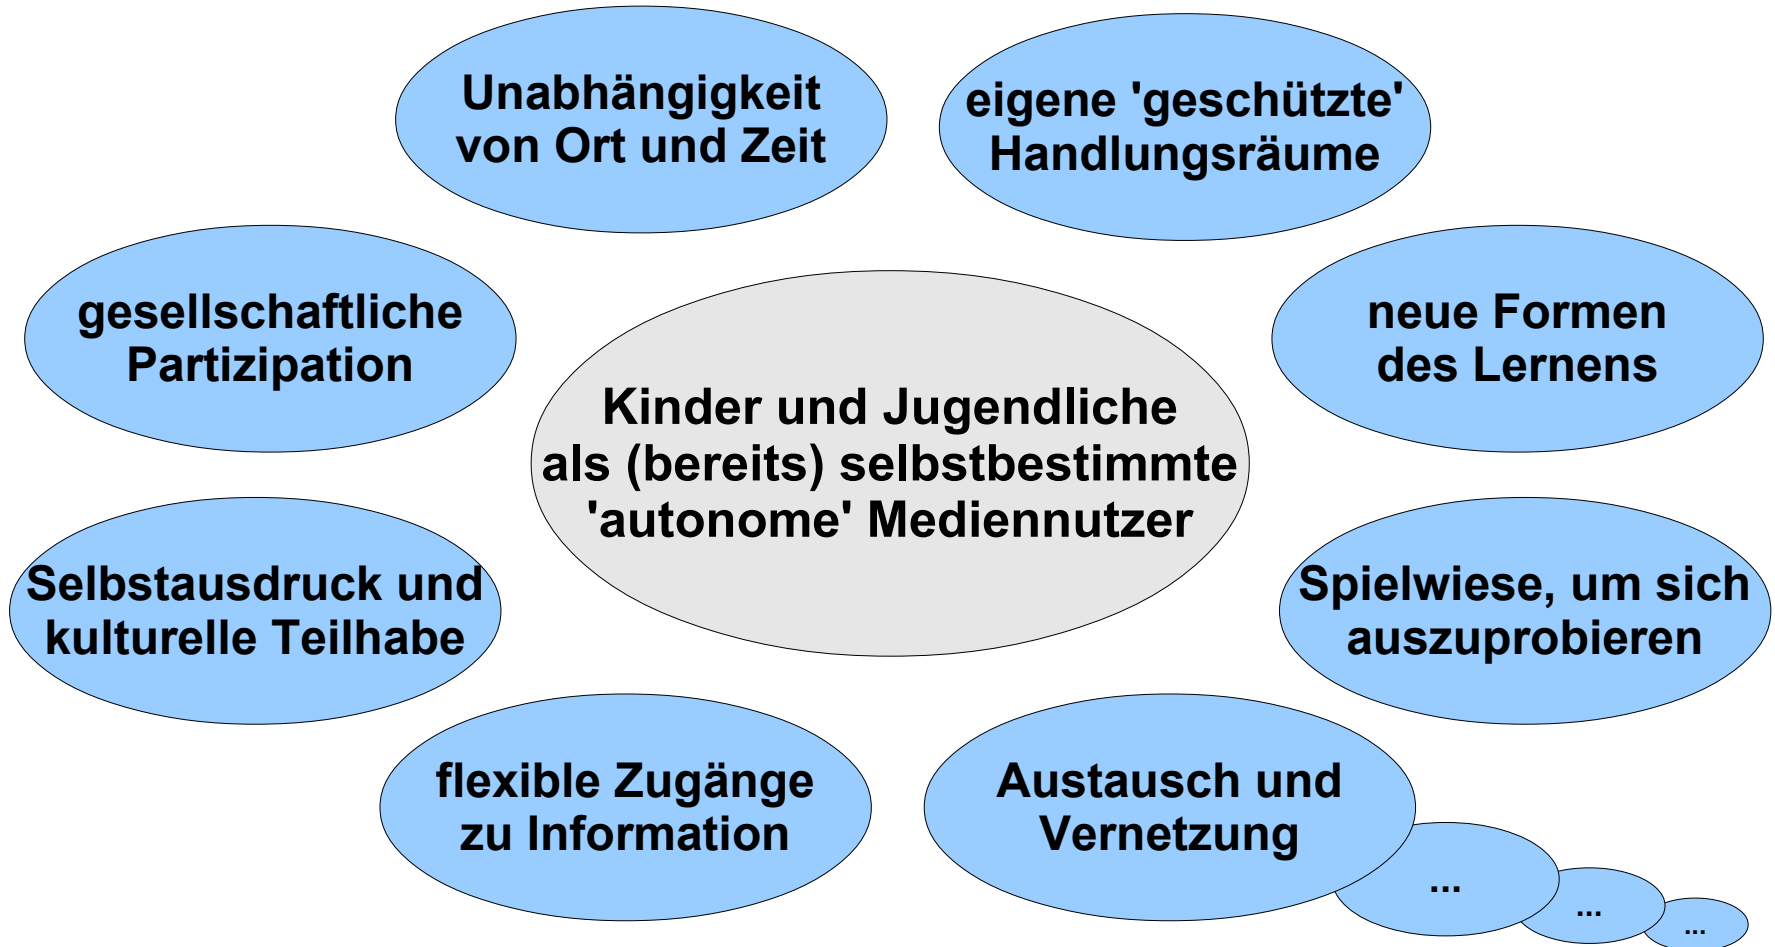 Unabhängigkeit
von Ort und Zeit
eigene 'geschützte'
Handlungsräume
gesellschaftliche
Partizipation
neue Formen
des Lernens
Kinder und Jugendliche
als (bereits) selbstbestimmte
'autonome' Mediennutzer
Selbstausdruck und
kulturelle Teilhabe
Spielwiese, um sich
auszuprobieren
flexible Zugänge
zu Information
Austausch und
Vernetzung
...
...
...